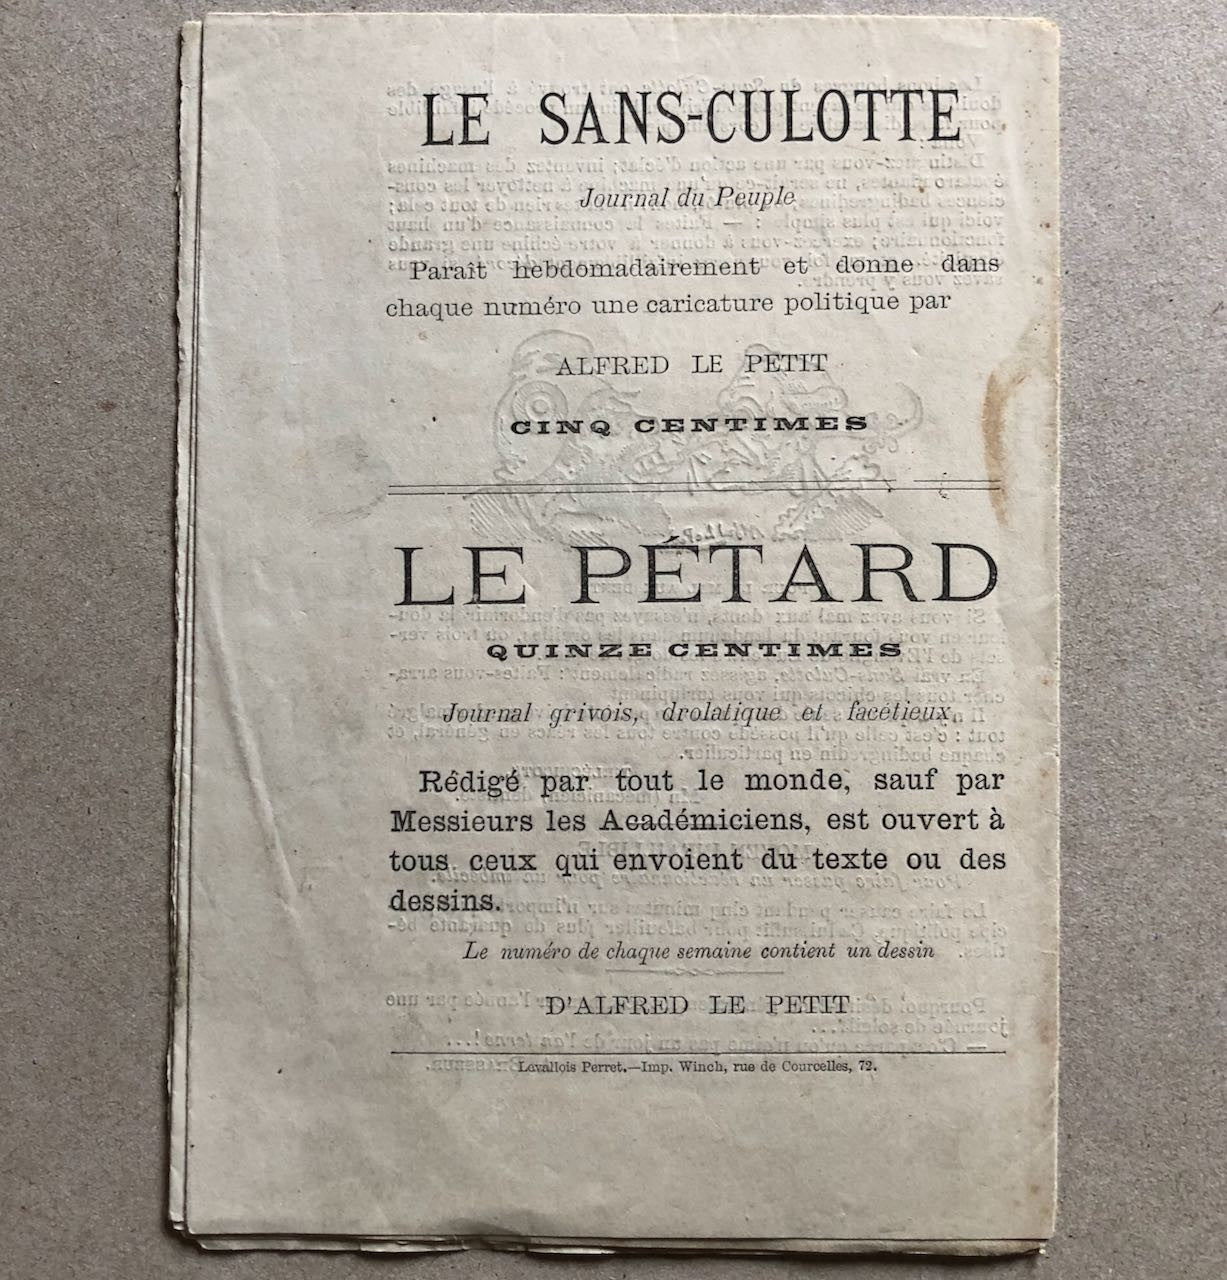 LE SANS-CULOTTE
Journal du Peuple
Paraît hebdomadairement et donne dans
chaque numéro une caricature politique par
ALFRED LE PETIT
CINQ CENTIMES
LE PÉTARD
QUINZE CENTIMES
Journal grivois, drolatique et facétieux,
Rédigé par tout le monde, sauf par
Messieurs les Académiciens, est ouvert à
tous ceux qui envoient du texte ou des
dessins.
Le numéro de chaque semaine contient un dessin
D'ALFRED LE PETIT
Levallois Perret.—Imp. Winch, rue de Courcelles, 72.